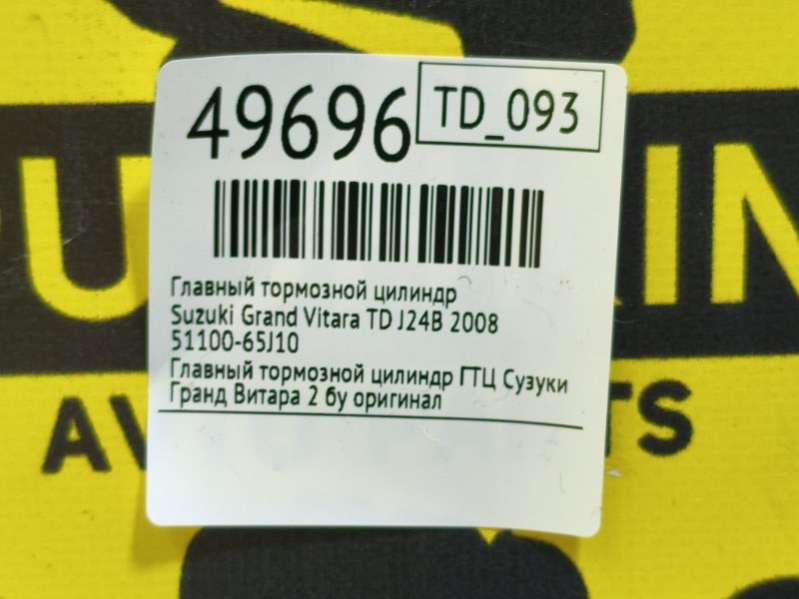 49696
TD_093
Главный тормозной цилиндр
Suzuki Grand Vitara TD J24B 2008
51100-65J10
Главный тормозной цилиндр ГТЦ Сузуки
Гранд Витара 2 бу оригинал